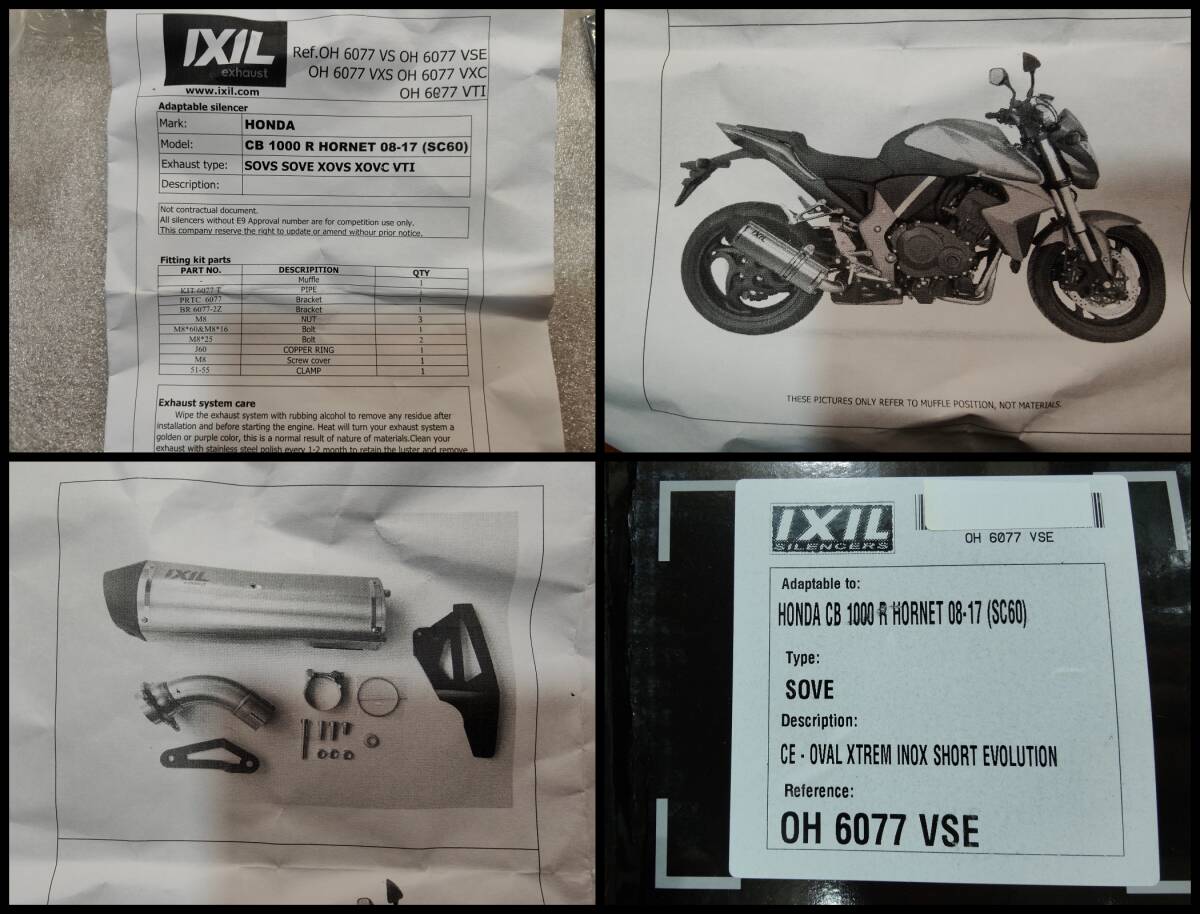 IXIL
exhaust
www.ixil.com
Ref.OH 6077 VS OH 6077 VSE
OH 6077 VXS OH 6077 VXC
OH 6077 VTI
Adaptable silencer
Mark: HONDA
Model: CB 1000 R HORNET 08-17 (SC60)
Exhaust type: SOVS SOVE XOVS XOVC VTI
Description:
Not contractual document.
All silencers without E9 Approval number are for competition use only.
This company reserve the right to update or amend withour prior notice.
Fitting kit parts
PART NO. DESCRIPITION QTY
- Muffle 1
KIT 6077-T PIPE 1
PRTC 6077 Bracket 1
BR 6077-2Z Bracket 1
M8 NUT 3
M8*60&M8*16 Bolt 1
M8*25 Bolt 2
J60 COPPER RING 1
M8 Screw cover 1
51-55 CLAMP 1
Exhaust system care
Wipe the exhaust system with rubbing alcohol to remove any residue after
installation and before starting the engine. Heat will turn your exhaust system a
golden or purple color, this is a normal result of nature of materials.Clean your
exhaust with stainless steel polish every 1-2 month to retain the luster and remove
IXIL
THESE PICTURES ONLY REFER TO MUFFLE POSITION, NOT MATERIALS.
IXIL
IXIL
SILENCERS
OH 6077 VSE
Adaptable to:
HONDA CB 1000 R HORNET 08-17 (SC60)
Type:
SOVE
Description:
CE - OVAL XTREM INOX SHORT EVOLUTION
Reference:
OH 6077 VSE